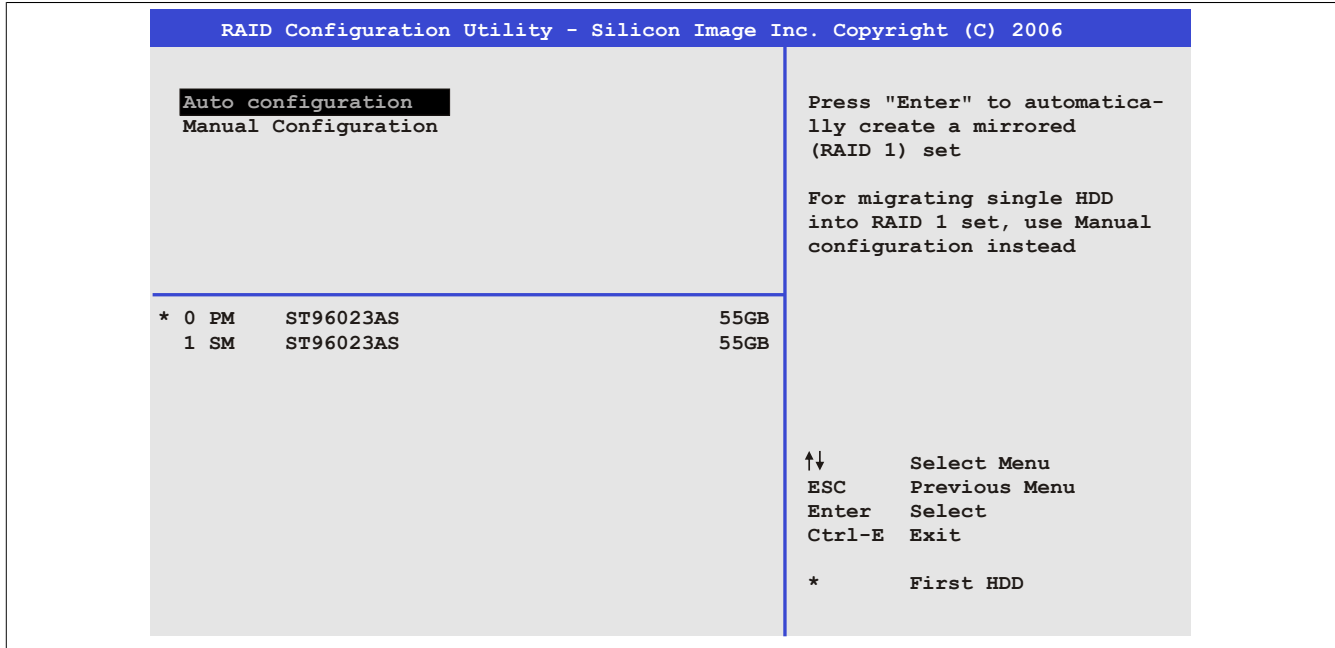 RAID Configuration Utility - Silicon Image Inc. Copyright (C) 2006
Auto configuration
Manual Configuration
Press "Enter" to automatica-
lly create a mirrored
(RAID 1) set
For migrating single HDD
into RAID 1 set, use Manual
configuration instead
* 0 PM ST96023AS 55GB
1 SM ST96023AS 55GB
↑↓ Select Menu
ESC Previous Menu
Enter Select
Ctrl-E Exit
* First HDD